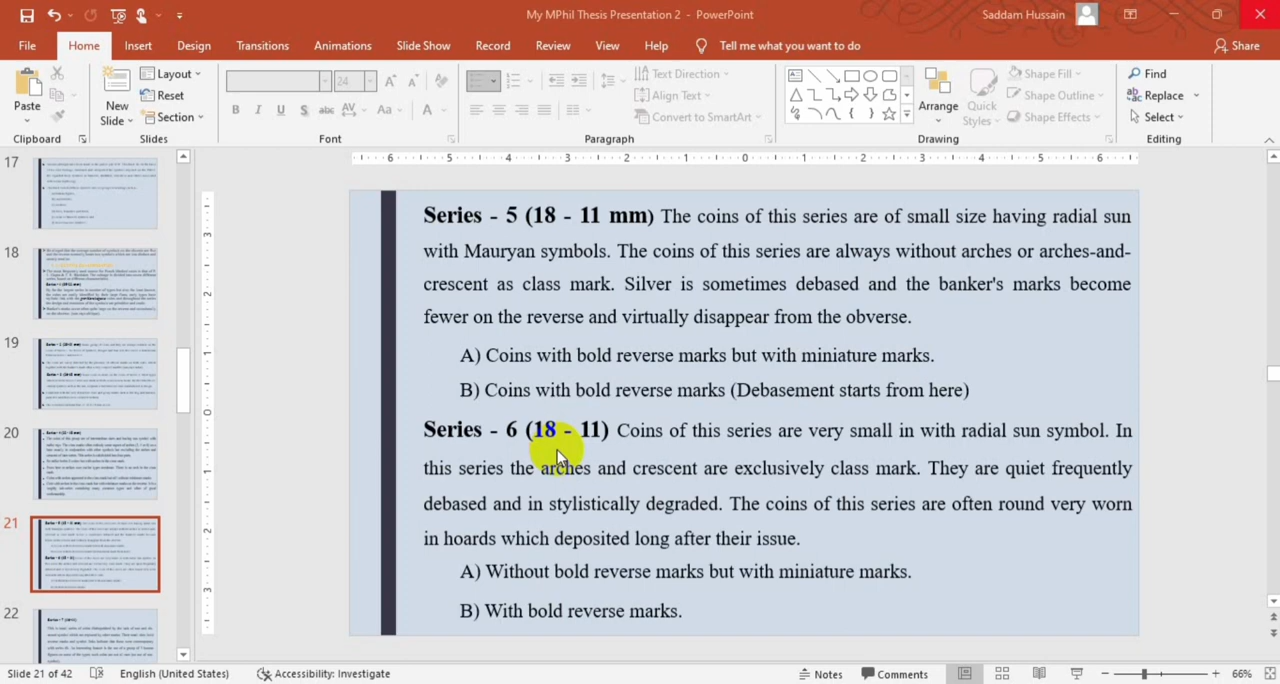 My MPhil Thesis Presentation 2 - PowerPoint
Saddam Hussain
File Home Insert Design Transitions Animations Slide Show Record Review View Help Tell me what you want to do Share
Paste
New Slide
Layout
Reset
Section
24
Text Direction
Align Text
Convert to SmartArt
Arrange
Quick Styles
Shape Fill
Shape Outline
Shape Effects
Find
Replace
Select
Clipboard Slides Font Paragraph Drawing Editing
17
18
19
20
21
22
Series - 5 (18 - 11 mm) The coins of this series are of small size having radial sun
with Mauryan symbols. The coins of this series are always without arches or arches-and-
crescent as class mark. Silver is sometimes debased and the banker's marks become
fewer on the reverse and virtually disappear from the obverse.
A) Coins with bold reverse marks but with miniature marks.
B) Coins with bold reverse marks (Debasement starts from here)
Series - 6 (18 - 11) Coins of this series are very small in with radial sun symbol. In
this series the arches and crescent are exclusively class mark. They are quiet frequently
debased and in stylistically degraded. The coins of this series are often round very worn
in hoards which deposited long after their issue.
A) Without bold reverse marks but with miniature marks.
B) With bold reverse marks.
Slide 21 of 42 English (United States) Accessibility: Investigate Notes Comments 66%